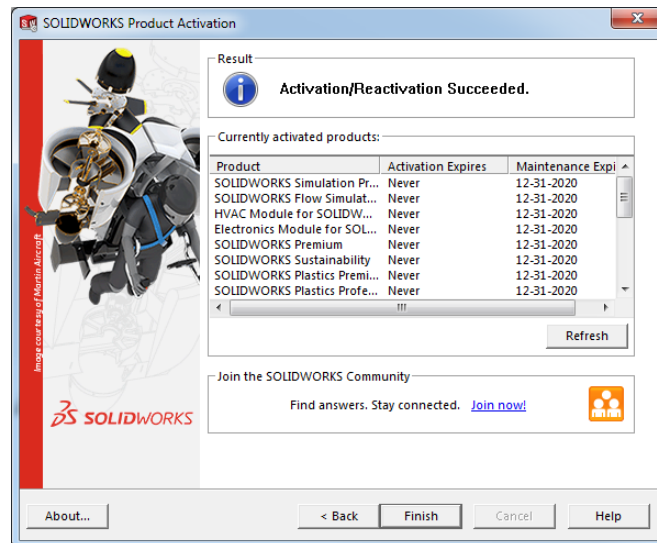 SOLIDWORKS Product Activation
Result
Activation/Reactivation Succeeded.
Currently activated products:
Product Activation Expires Maintenance Expi
SOLIDWORKS Simulation Pr... Never 12-31-2020
SOLIDWORKS Flow Simulat... Never 12-31-2020
HVAC Module for SOLIDW... Never 12-31-2020
Electronics Module for SOL... Never 12-31-2020
SOLIDWORKS Premium Never 12-31-2020
SOLIDWORKS Sustainability Never 12-31-2020
SOLIDWORKS Plastics Premi... Never 12-31-2020
SOLIDWORKS Plastics Profe... Never 12-31-2020
Refresh
Join the SOLIDWORKS Community
Find answers. Stay connected. Join now!
Image courtesy of Martin Aircraft
SOLIDWORKS
About... < Back Finish Cancel Help